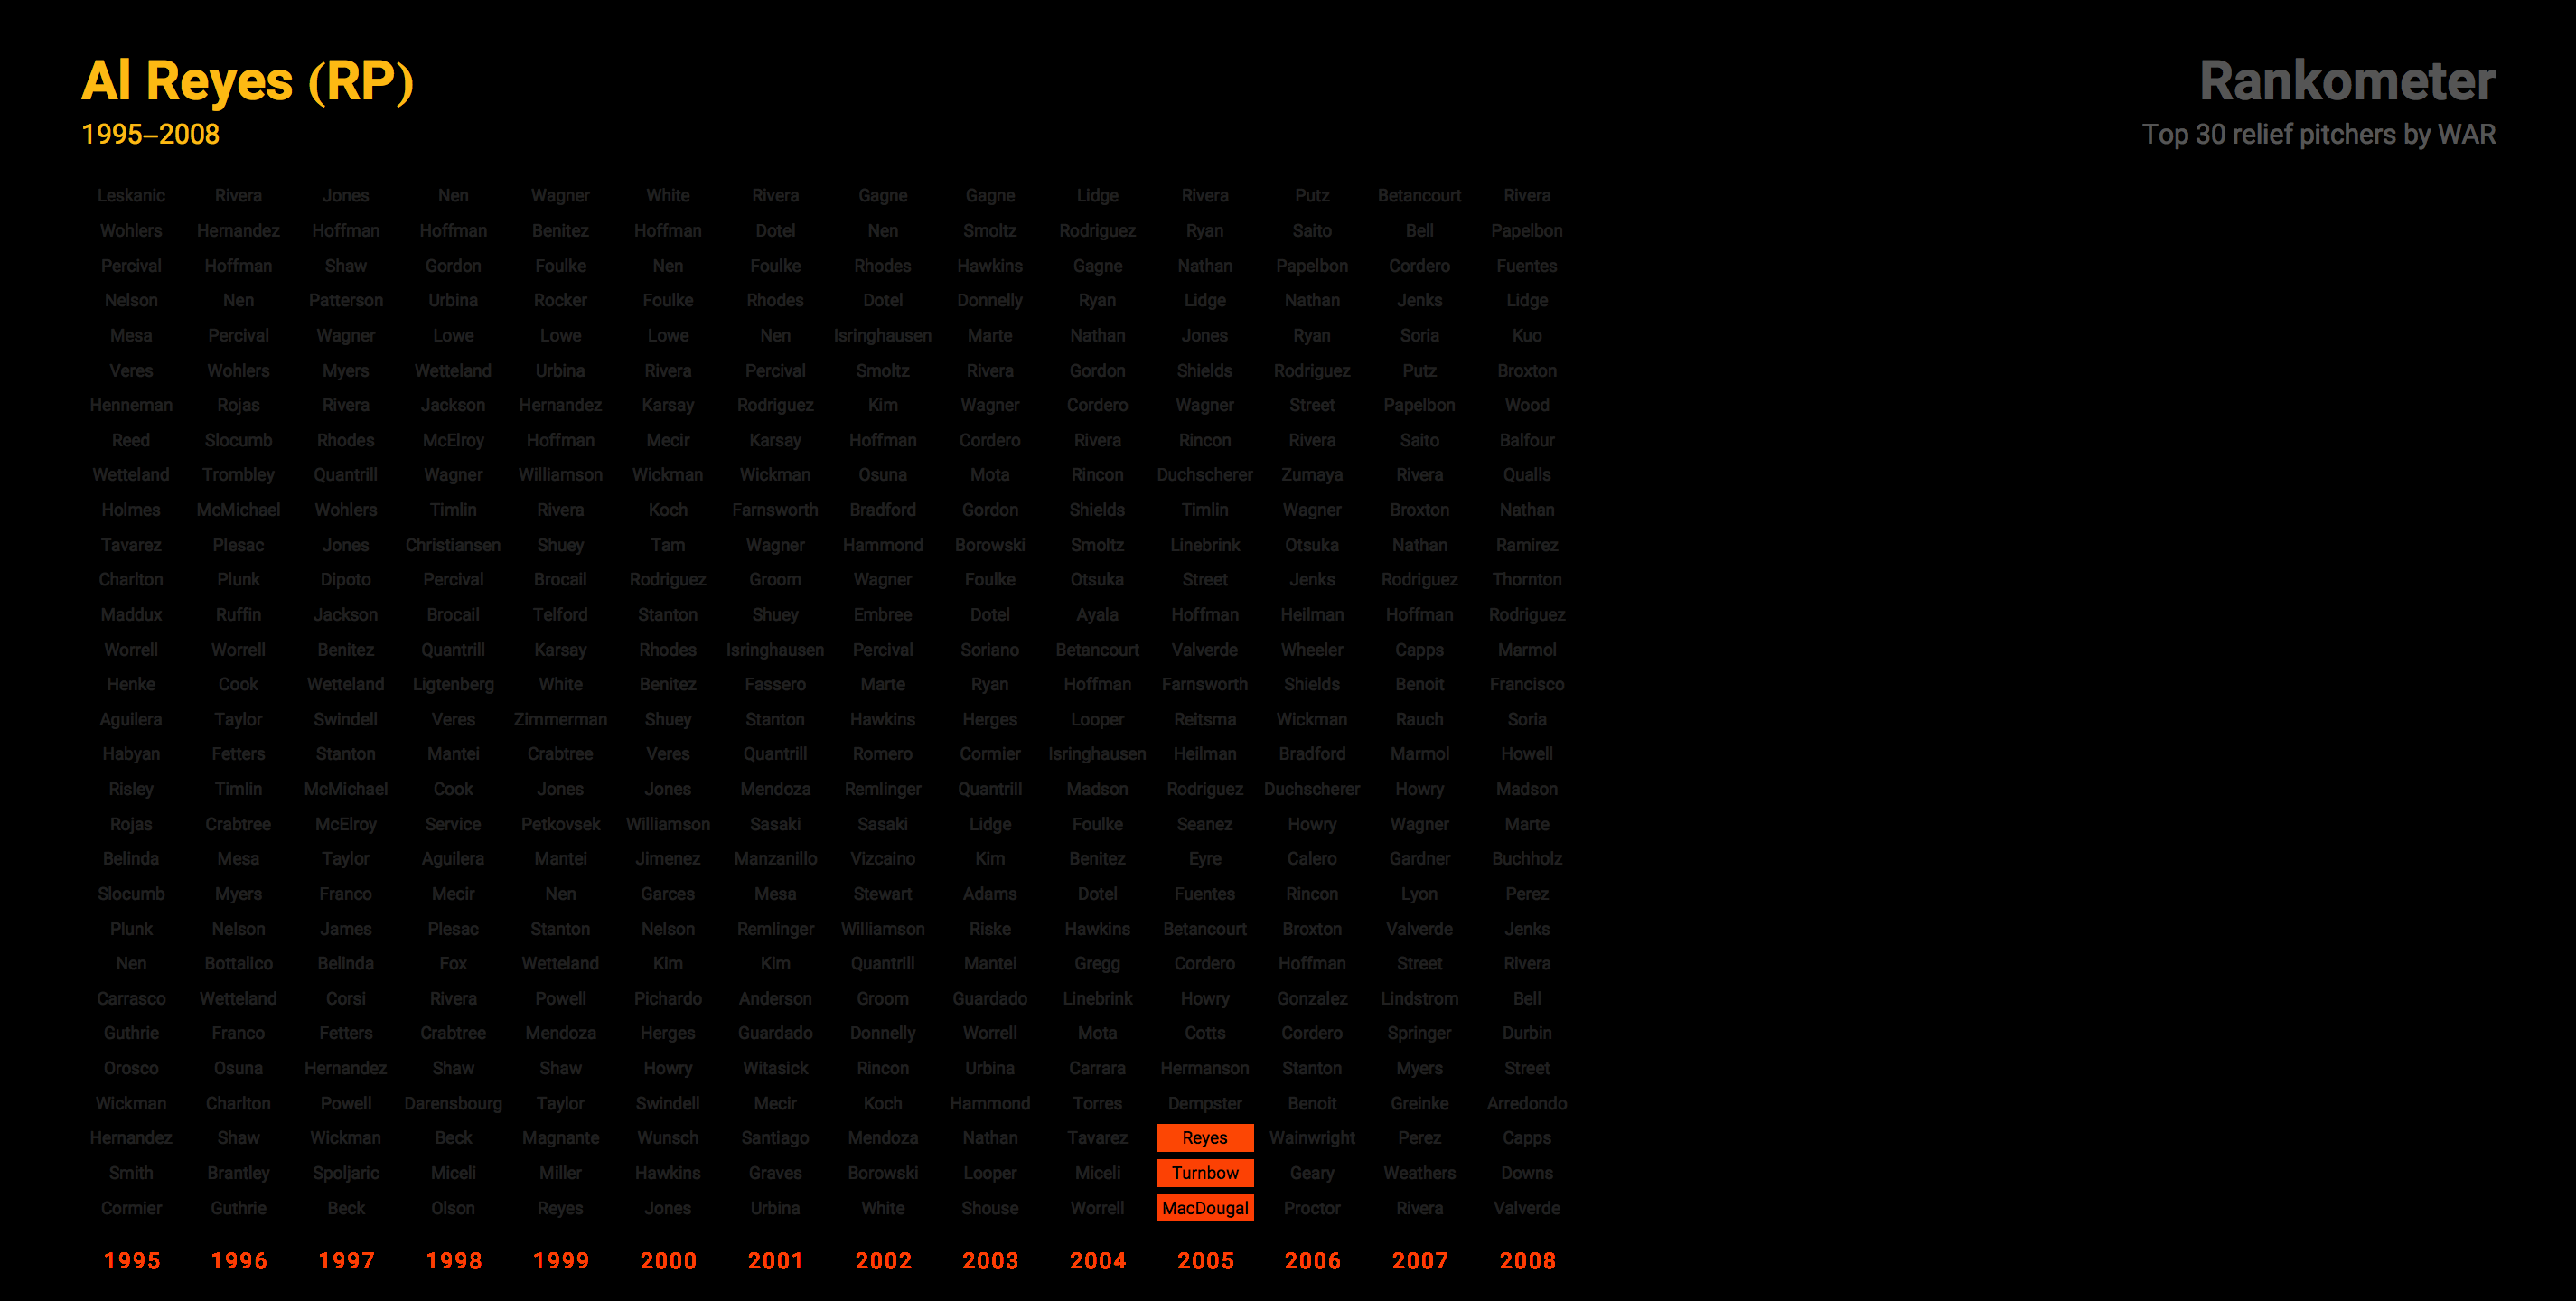 Al Reyes (RP)
Rankometer
1995–2008
Top 30 relief pitchers by WAR
Leskanic Rivera Jones Nen Wagner White Rivera Gagne Gagne Lidge Rivera Putz Betancourt Rivera
Wohlers Hernandez Hoffman Hoffman Benitez Hoffman Dotel Nen Smoltz Rodriguez Ryan Saito Bell Papelbon
Percival Hoffman Shaw Gordon Foulke Nen Foulke Rhodes Hawkins Gagne Nathan Papelbon Cordero Fuentes
Nelson Nen Patterson Urbina Rocker Foulke Rhodes Dotel Donnelly Ryan Lidge Nathan Jenks Lidge
Mesa Percival Wagner Lowe Lowe Lowe Nen Isringhausen Marte Nathan Jones Ryan Soria Kuo
Veres Wohlers Myers Wetteland Urbina Rivera Percival Smoltz Rivera Gordon Shields Rodriguez Putz Broxton
Henneman Rojas Rivera Jackson Hernandez Karsay Rodriguez Kim Wagner Cordero Wagner Street Papelbon Wood
Reed Slocumb Rhodes McElroy Hoffman Mecir Karsay Hoffman Cordero Rivera Rincon Rivera Saito Balfour
Wetteland Trombley Quantrill Wagner Williamson Wickman Wickman Osuna Mota Rincon Duchscherer Zumaya Rivera Qualls
Holmes McMichael Wohlers Timlin Rivera Koch Farnsworth Bradford Gordon Shields Timlin Wagner Broxton Nathan
Tavarez Plesac Jones Christiansen Shuey Tam Wagner Hammond Borowski Smoltz Linebrink Otsuka Nathan Ramirez
Charlton Plunk Dipoto Percival Brocail Rodriguez Groom Wagner Foulke Otsuka Street Jenks Rodriguez Thornton
Maddux Ruffin Jackson Brocail Telford Stanton Shuey Embree Dotel Ayala Hoffman Heilman Hoffman Rodriguez
Worrell Worrell Benitez Quantrill Karsay Rhodes Isringhausen Percival Soriano Betancourt Valverde Wheeler Capps Marmol
Henke Cook Wetteland Ligtenberg White Benitez Fassero Marte Ryan Hoffman Farnsworth Shields Benoit Francisco
Aguilera Taylor Swindell Veres Zimmerman Shuey Stanton Hawkins Herges Looper Reitsma Wickman Rauch Soria
Habyan Fetters Stanton Mantei Crabtree Veres Quantrill Romero Cormier Isringhausen Heilman Bradford Marmol Howell
Risley Timlin McMichael Cook Jones Jones Mendoza Remlinger Quantrill Madson Rodriguez Duchscherer Howry Madson
Rojas Crabtree McElroy Service Petkovsek Williamson Sasaki Sasaki Lidge Foulke Seanez Howry Wagner Marte
Belinda Mesa Taylor Aguilera Mantei Jimenez Manzanillo Vizcaino Kim Benitez Eyre Calero Gardner Buchholz
Slocumb Myers Franco Mecir Nen Garces Mesa Stewart Adams Dotel Fuentes Rincon Lyon Perez
Plunk Nelson James Plesac Stanton Nelson Remlinger Williamson Riske Hawkins Betancourt Broxton Valverde Jenks
Nen Bottalico Belinda Fox Wetteland Kim Kim Quantrill Mantei Gregg Cordero Hoffman Street Rivera
Carrasco Wetteland Corsi Rivera Powell Pichardo Anderson Groom Guardado Linebrink Howry Gonzalez Lindstrom Bell
Guthrie Franco Fetters Crabtree Mendoza Herges Guardado Donnelly Worrell Mota Cotts Cordero Springer Durbin
Orosco Osuna Hernandez Shaw Shaw Howry Witasick Rincon Urbina Carrara Hermanson Stanton Myers Street
Wickman Charlton Powell Darensbourg Taylor Swindell Mecir Koch Hammond Torres Dempster Benoit Greinke Arredondo
Hernandez Shaw Wickman Beck Magnante Wunsch Santiago Mendoza Nathan Tavarez Reyes Wainwright Perez Capps
Smith Brantley Spoljaric Miceli Miller Hawkins Graves Borowski Looper Miceli Turnbow Geary Weathers Downs
Cormier Guthrie Beck Olson Reyes Jones Urbina White Shouse Worrell MacDougal Proctor Rivera Valverde
1995 1996 1997 1998 1999 2000 2001 2002 2003 2004 2005 2006 2007 2008